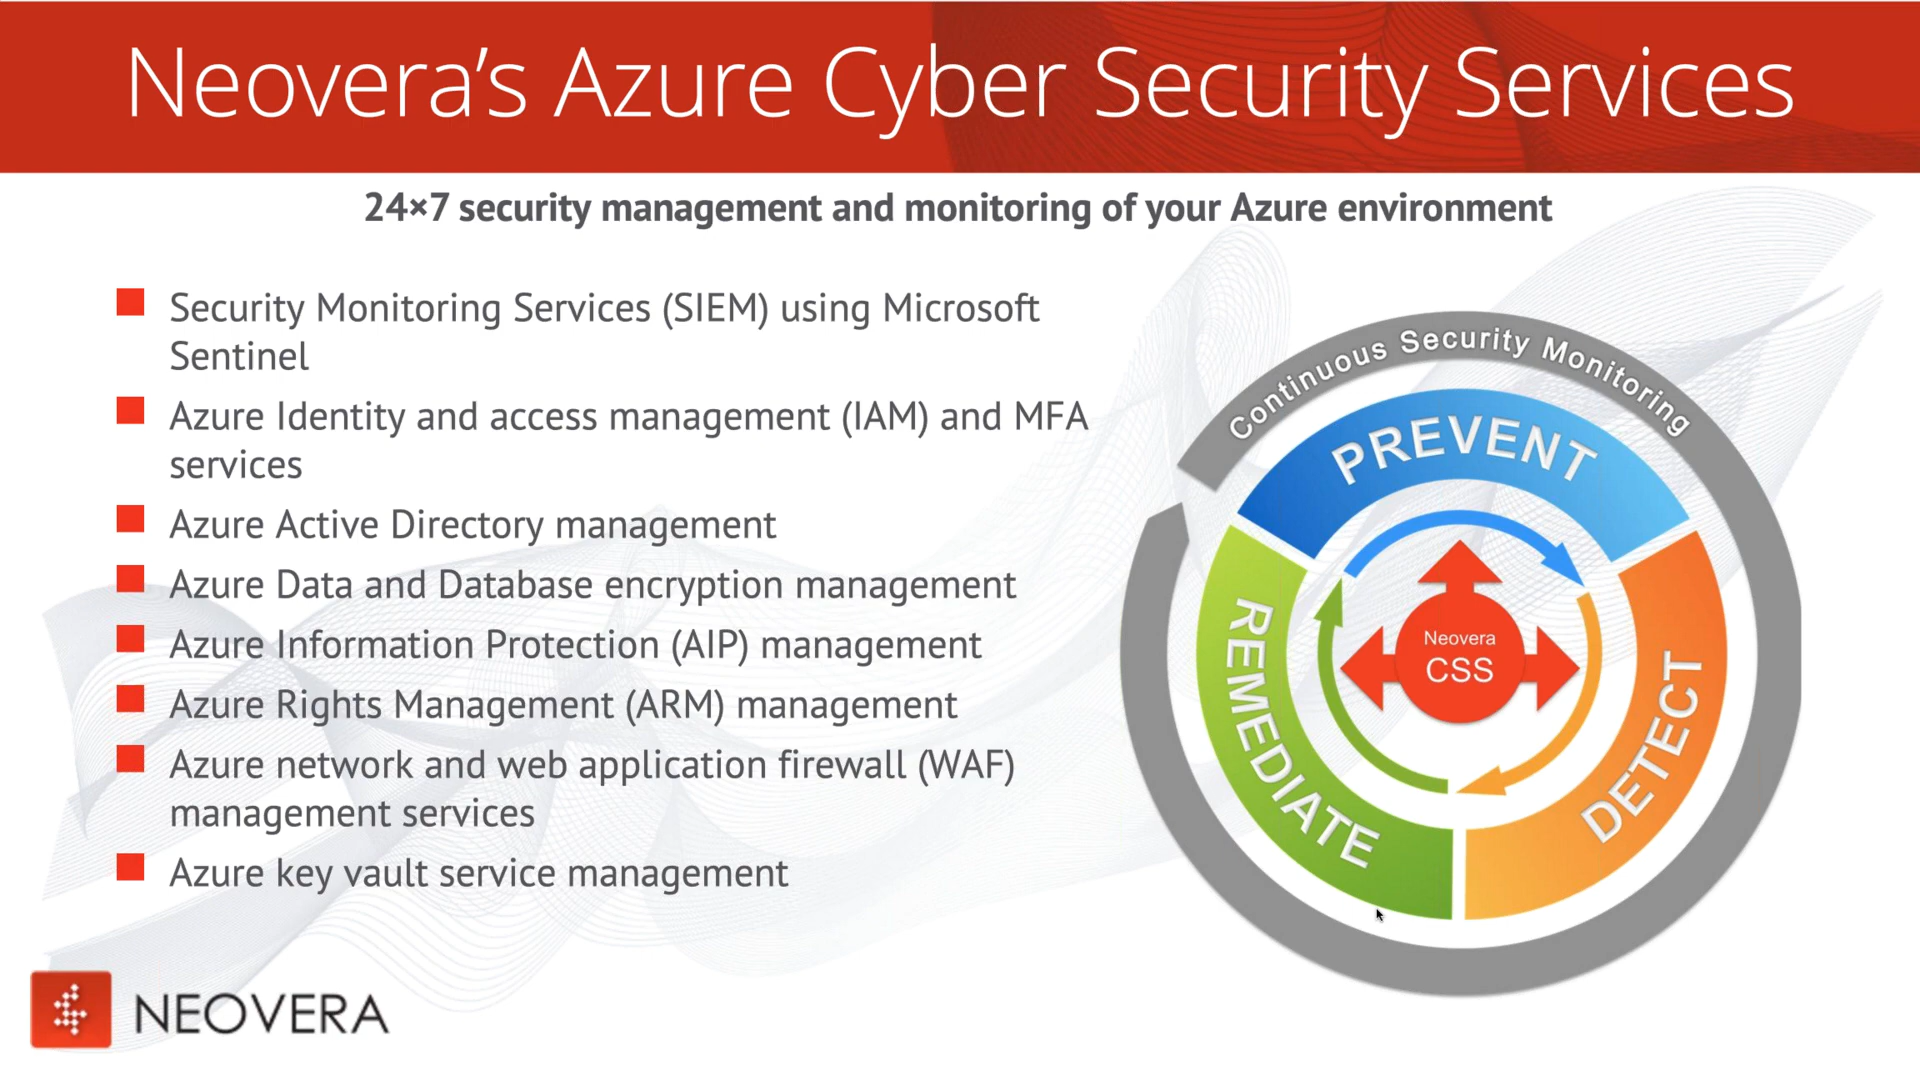 Neovera’s Azure Cyber Security Services
24×7 security management and monitoring of your Azure environment
Security Monitoring Services (SIEM) using Microsoft
Sentinel
Azure Identity and access management (IAM) and MFA
services
Azure Active Directory management
Azure Data and Database encryption management
Azure Information Protection (AIP) management
Azure Rights Management (ARM) management
Azure network and web application firewall (WAF)
management services
Azure key vault service management
Continuous Security Monitoring
PREVENT
DETECT
REMEDIATE
Neovera
CSS
NEOVERA